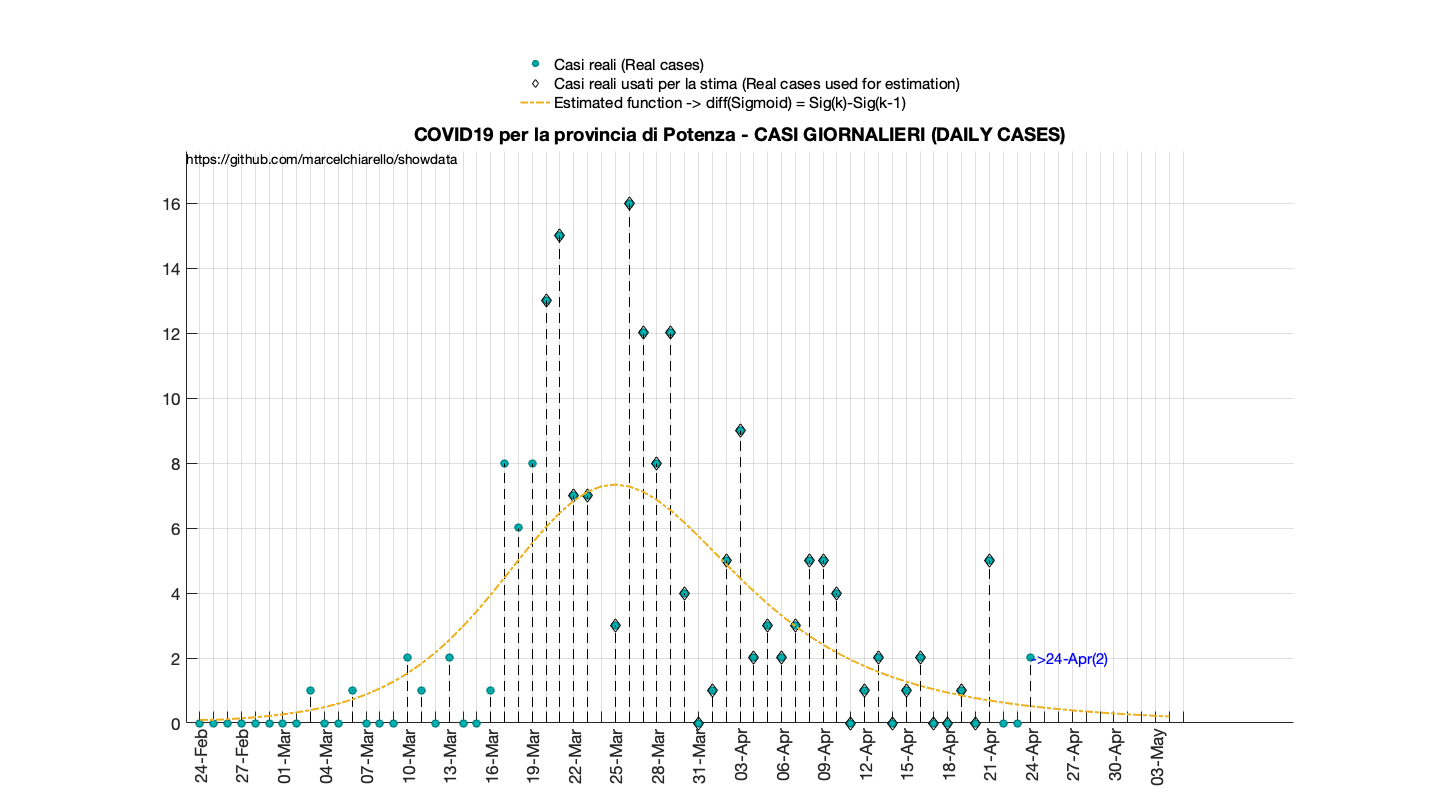 Casi reali (Real cases)
Casi reali usati per la stima (Real cases used for estimation)
Estimated function -> diff(Sigmoid) = Sig(k)-Sig(k-1)
COVID19 per la provincia di Potenza - CASI GIORNALIERI (DAILY CASES)
https://github.com/marcelchiarello/showdata
16
14
12
10
8
6
4
2
0
->24-Apr(2)
24-Feb
27-Feb
01-Mar
04-Mar
07-Mar
10-Mar
13-Mar
16-Mar
19-Mar
22-Mar
25-Mar
28-Mar
31-Mar
03-Apr
06-Apr
09-Apr
12-Apr
15-Apr
18-Apr
21-Apr
24-Apr
27-Apr
30-Apr
03-May